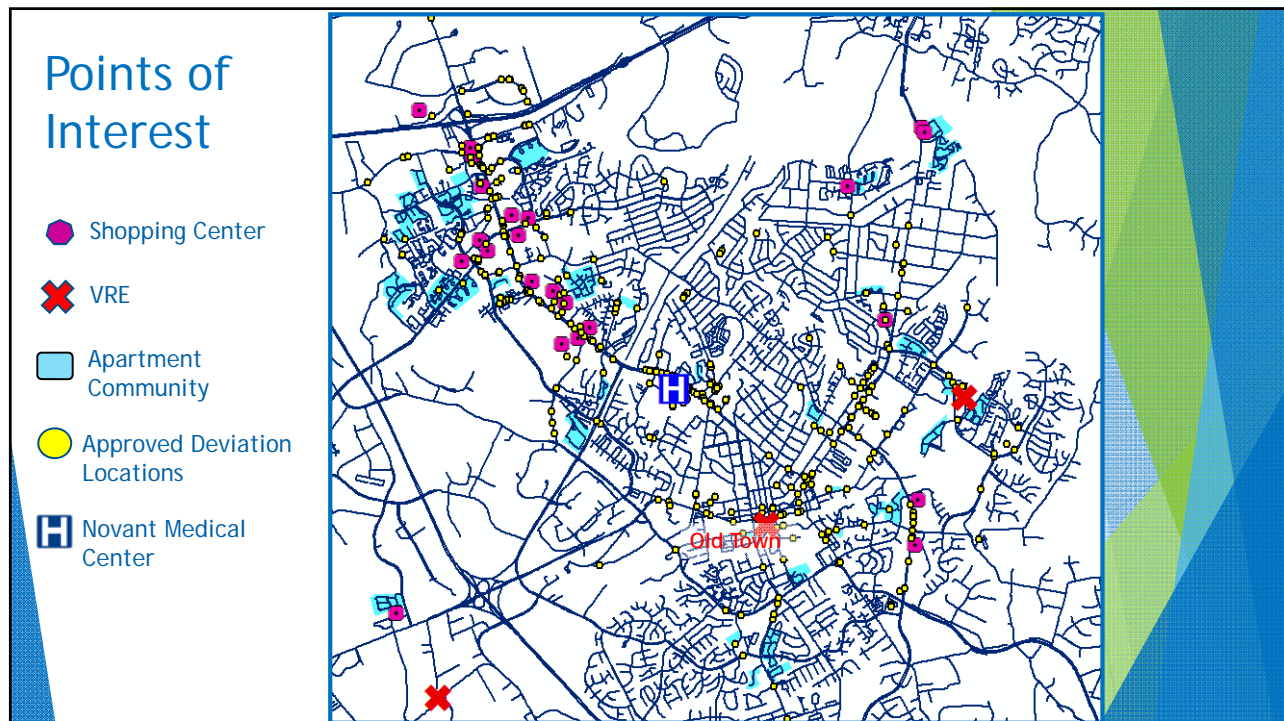 Points of
Interest
Shopping Center
VRE
Apartment
Community
Approved Deviation
Locations
H Novant Medical
Center
H
Old Town